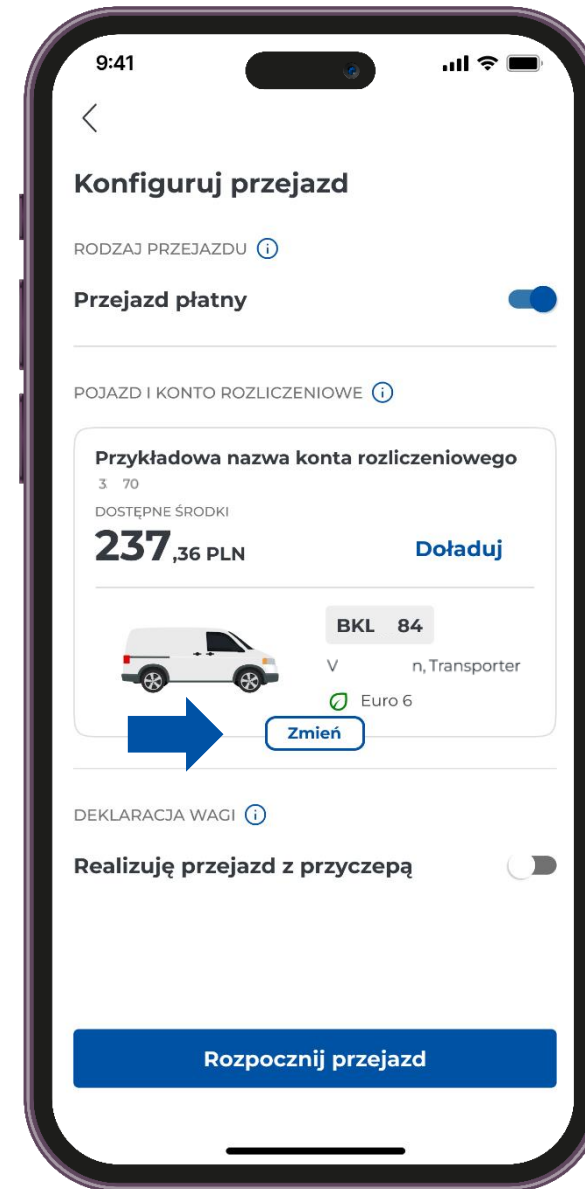 9:41
Konfiguruj przejazd
RODZAJ PRZEJAZDU
Przejazd płatny
POJAZD I KONTO ROZLICZENIOWE
Przykładowa nazwa konta rozliczeniowego
3 70
DOSTĘPNE ŚRODKI
237,36 PLN Doładuj
BKL 84
V n, Transporter
Euro 6
Zmień
DEKLARACJA WAGI
Realizuję przejazd z przyczepą
Rozpocznij przejazd